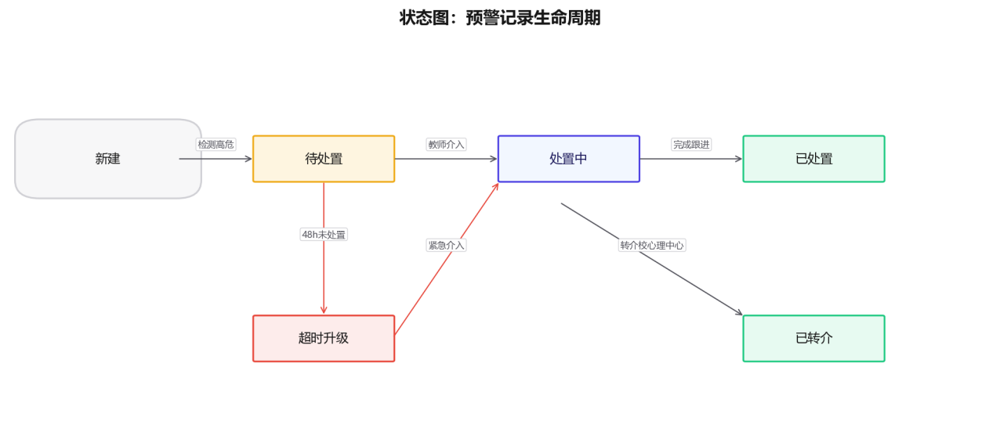 状态图：预警记录生命周期
新建
检测高危
待处置
教师介入
处置中
完成跟进
已处置
48h未处置
紧急介入
转介校心理中心
超时升级
已转介